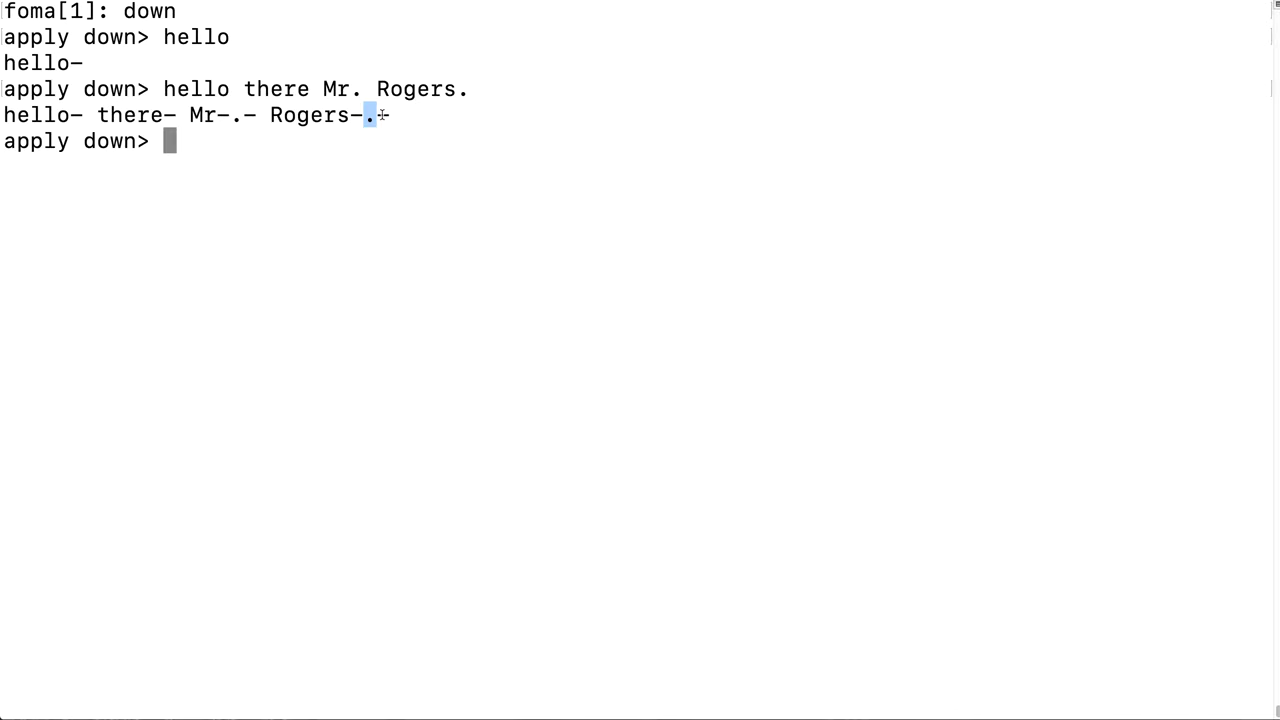 foma[1]: down
apply down> hello
hello-
apply down> hello there Mr. Rogers.
hello- there- Mr-.- Rogers-.-
apply down>